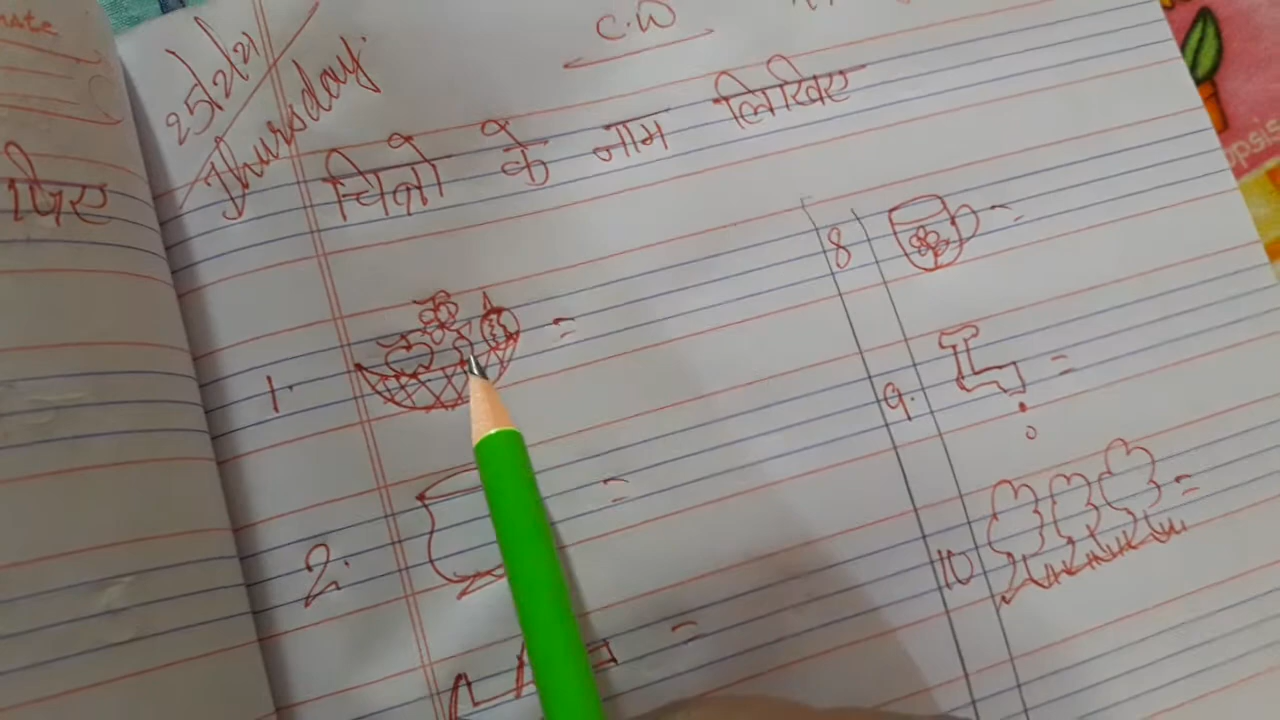 25/2/21
Thursday
C.W
चित्रो के नाम लिखिए
1. =
2. =
=
8 =
9. =
10 =